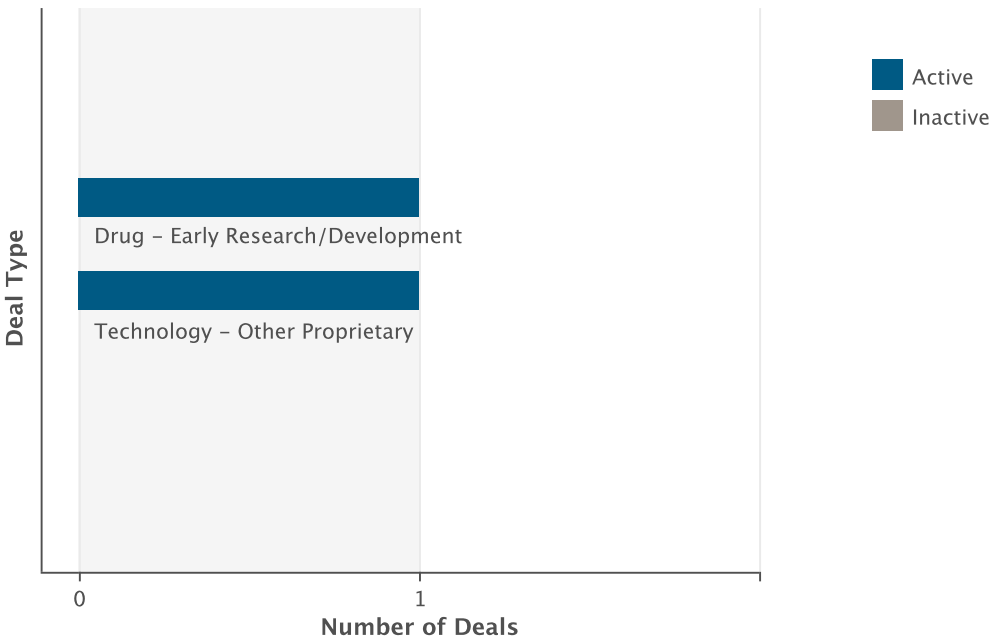 Active
Inactive
Deal Type
Drug – Early Research/Development
Technology – Other Proprietary
0
1
Number of Deals